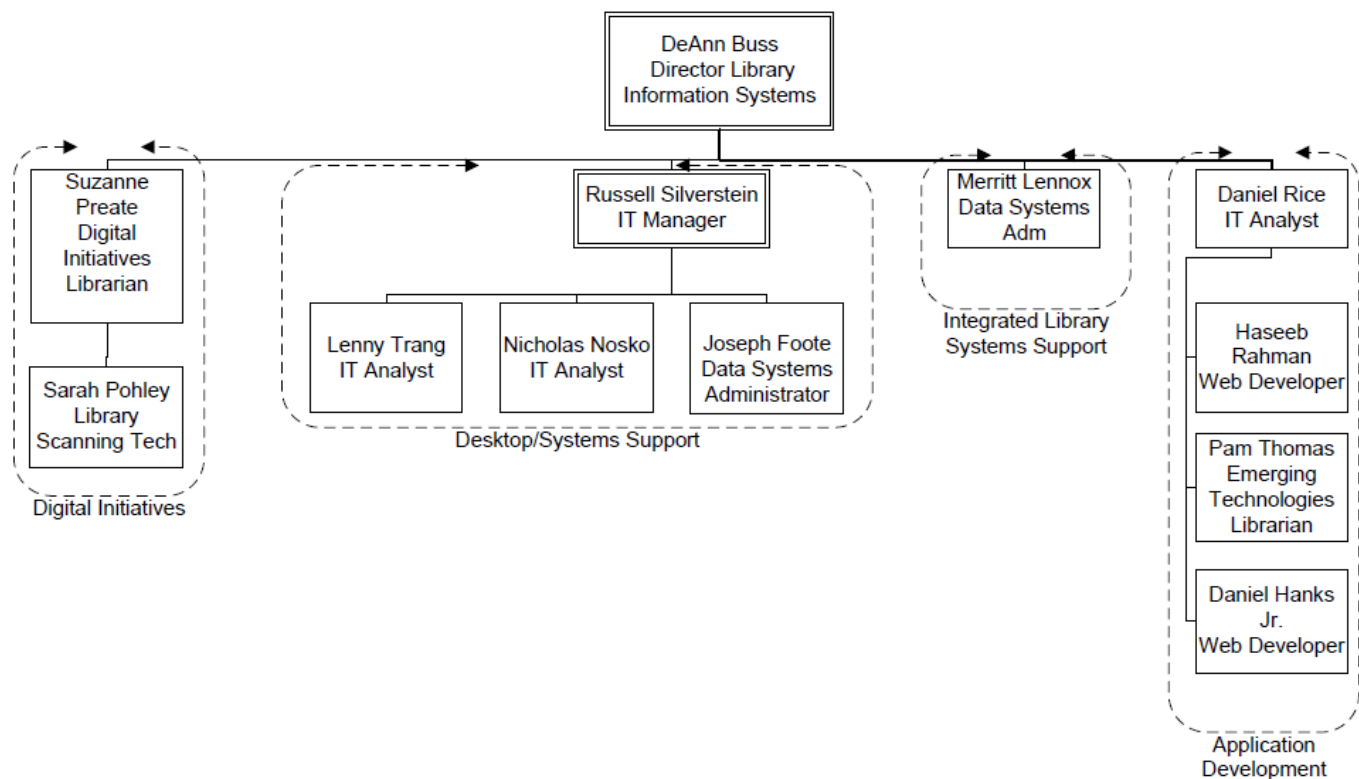 DeAnn Buss
Director Library
Information Systems
Suzanne
Preate
Digital
Initiatives
Librarian
Sarah Pohley
Library
Scanning Tech
Digital Initiatives
Russell Silverstein
IT Manager
Lenny Trang
IT Analyst
Nicholas Nosko
IT Analyst
Joseph Foote
Data Systems
Administrator
Desktop/Systems Support
Merritt Lennox
Data Systems
Adm
Integrated Library
Systems Support
Daniel Rice
IT Analyst
Haseeb
Rahman
Web Developer
Pam Thomas
Emerging
Technologies
Librarian
Daniel Hanks
Jr.
Web Developer
Application
Development